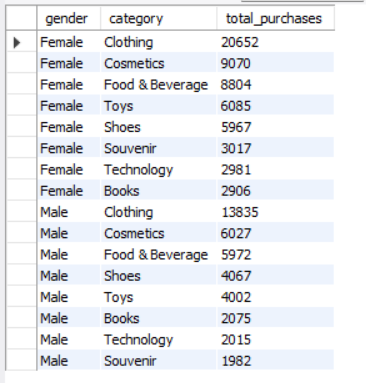 gender category total_purchases
Female Clothing 20652
Female Cosmetics 9070
Female Food & Beverage 8804
Female Toys 6085
Female Shoes 5967
Female Souvenir 3017
Female Technology 2981
Female Books 2906
Male Clothing 13835
Male Cosmetics 6027
Male Food & Beverage 5972
Male Shoes 4067
Male Toys 4002
Male Books 2075
Male Technology 2015
Male Souvenir 1982